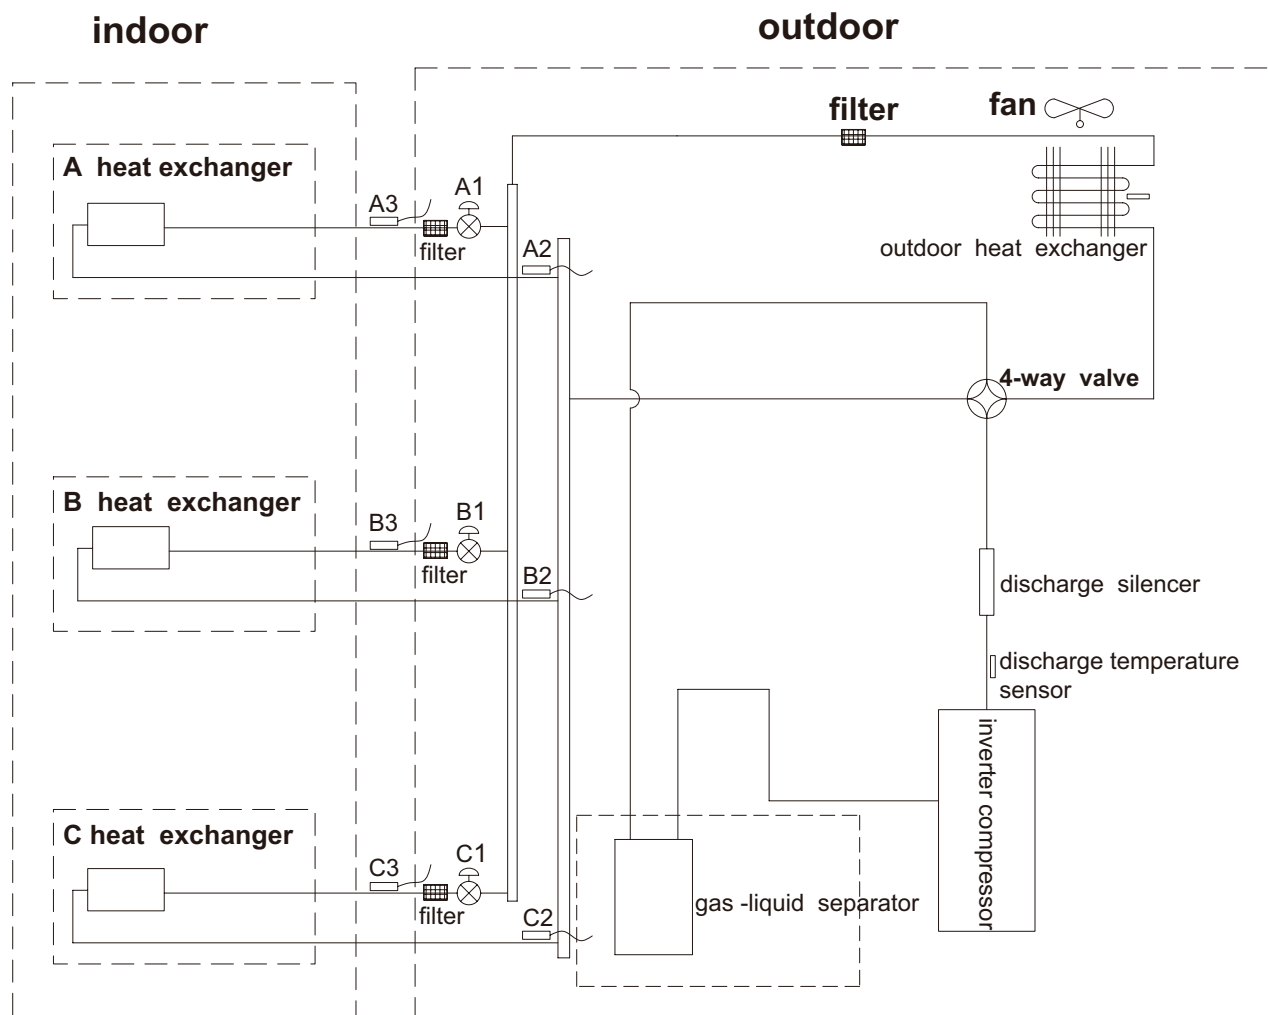 indoor
outdoor
filter
fan
A heat exchanger
A3
A1
filter
A2
outdoor heat exchanger
4-way valve
B heat exchanger
B3
B1
filter
B2
discharge silencer
discharge temperature
sensor
inverter compressor
C heat exchanger
C3
C1
filter
C2
gas -liquid separator